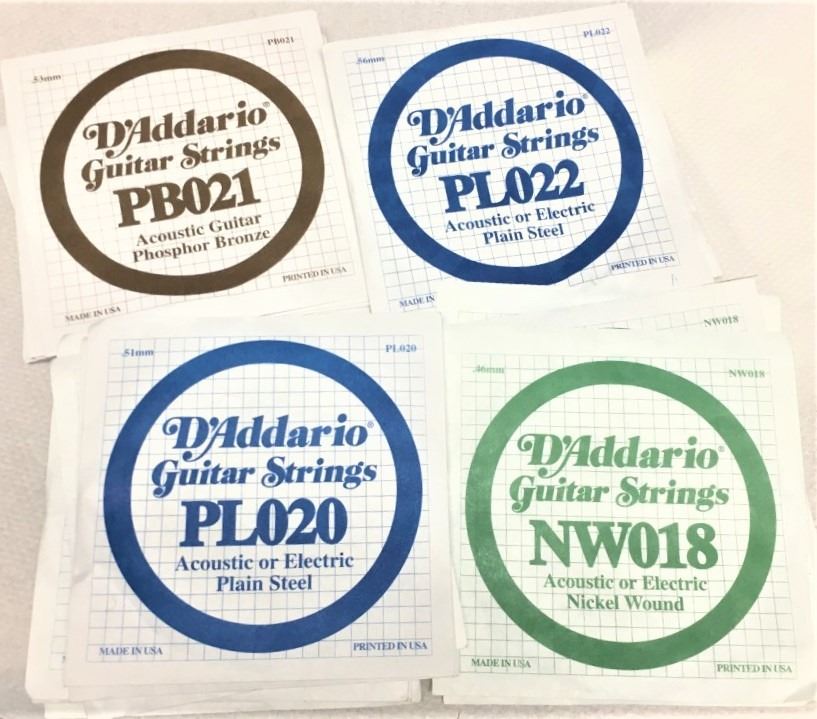 .53mm
PB021
D'Addario®
Guitar Strings
PB021
Acoustic Guitar
Phosphor Bronze
MADE IN USA
PRINTED IN USA
.56mm
PL022
D'Addario®
Guitar Strings
PL022
Acoustic or Electric
Plain Steel
MADE IN
PRINTED IN USA
.51mm
PL020
D'Addario®
Guitar Strings
PL020
Acoustic or Electric
Plain Steel
MADE IN USA
PRINTED IN USA
NW018
.46mm
NW018
D'Addario®
Guitar Strings
NW018
Acoustic or Electric
Nickel Wound
MADE IN USA
PRINTED IN USA